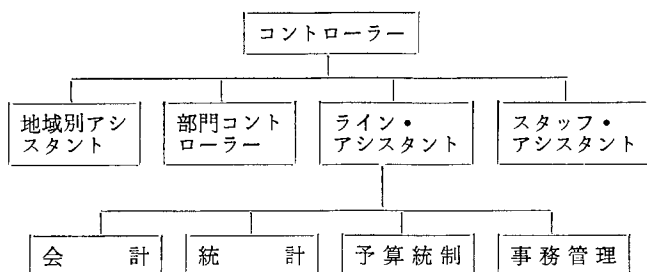 コントローラー
地域別アシ
スタント
部門コント
ローラー
ライン・
アシスタント
スタッフ・
アシスタント
会計
統計
予算統制
事務管理